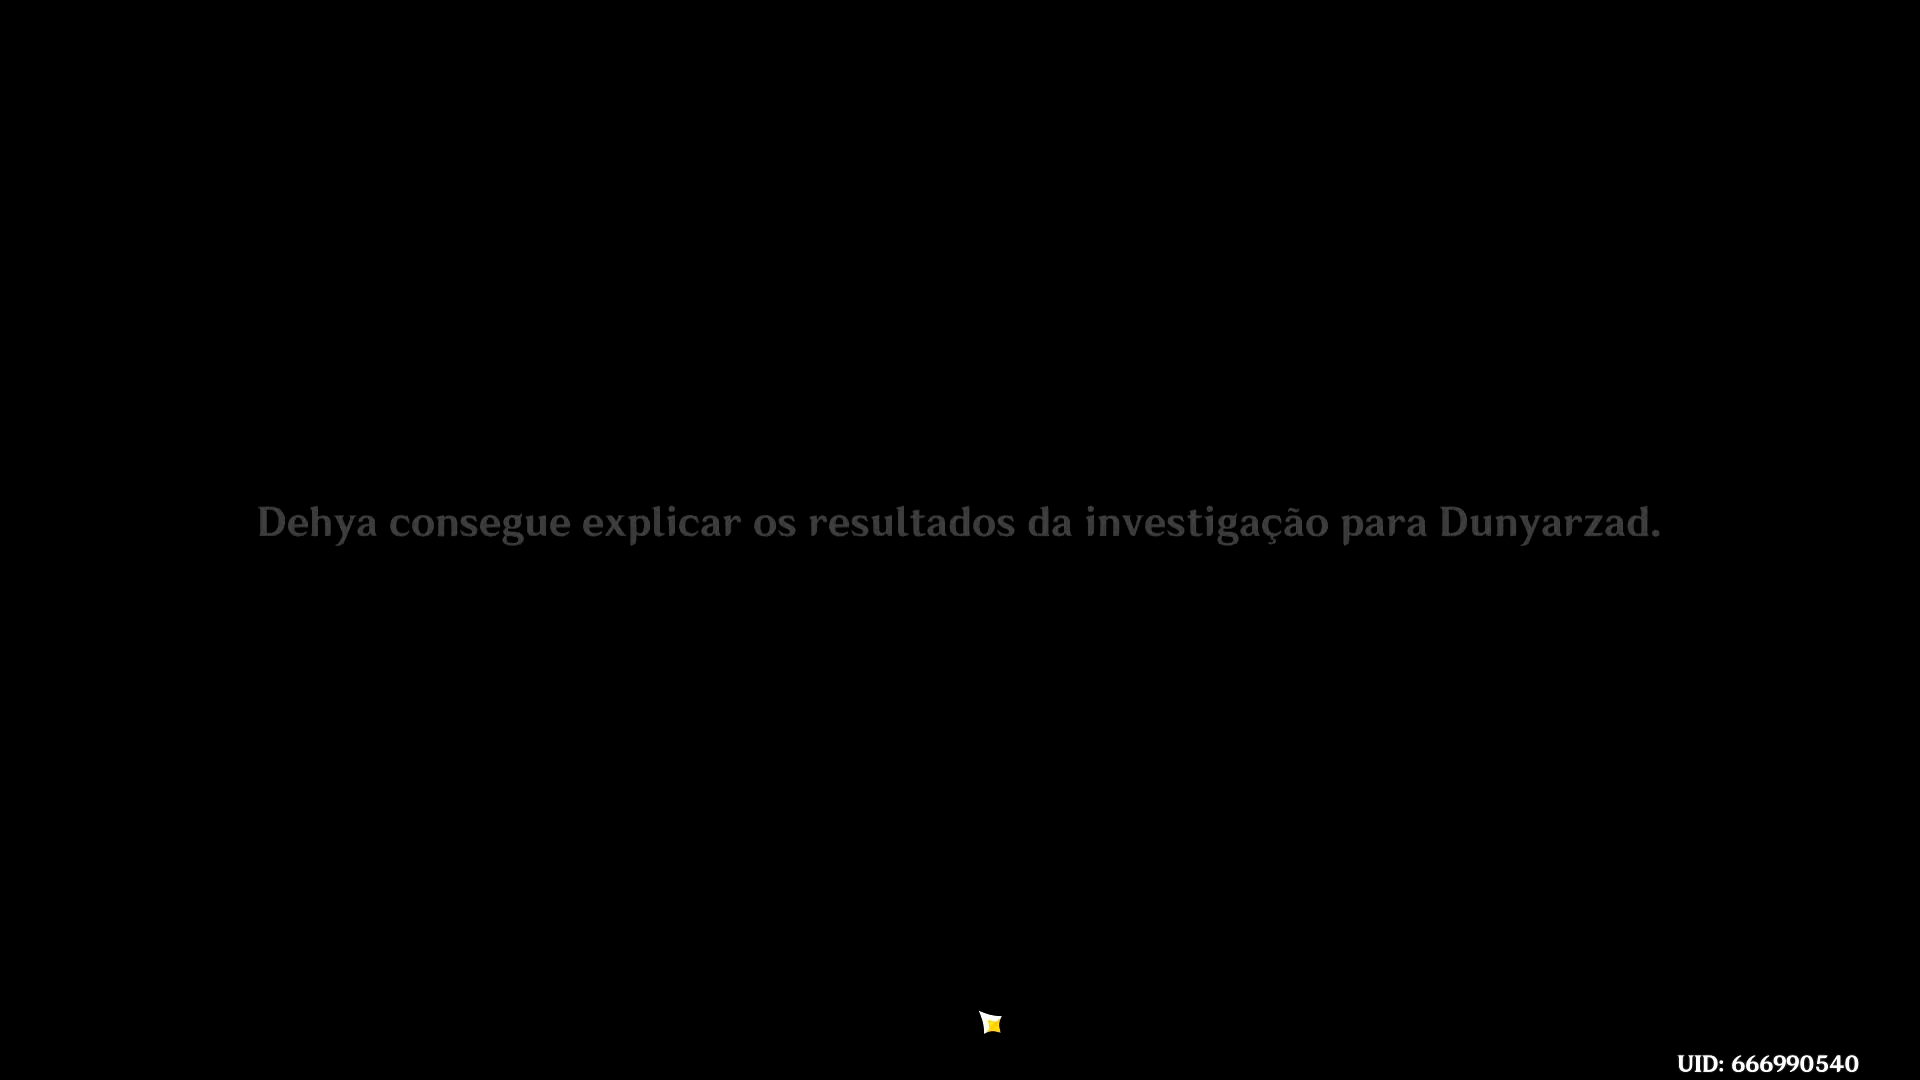 Dehya consegue explicar os resultados da investigação para Dunyarzad.
UID: 666990540